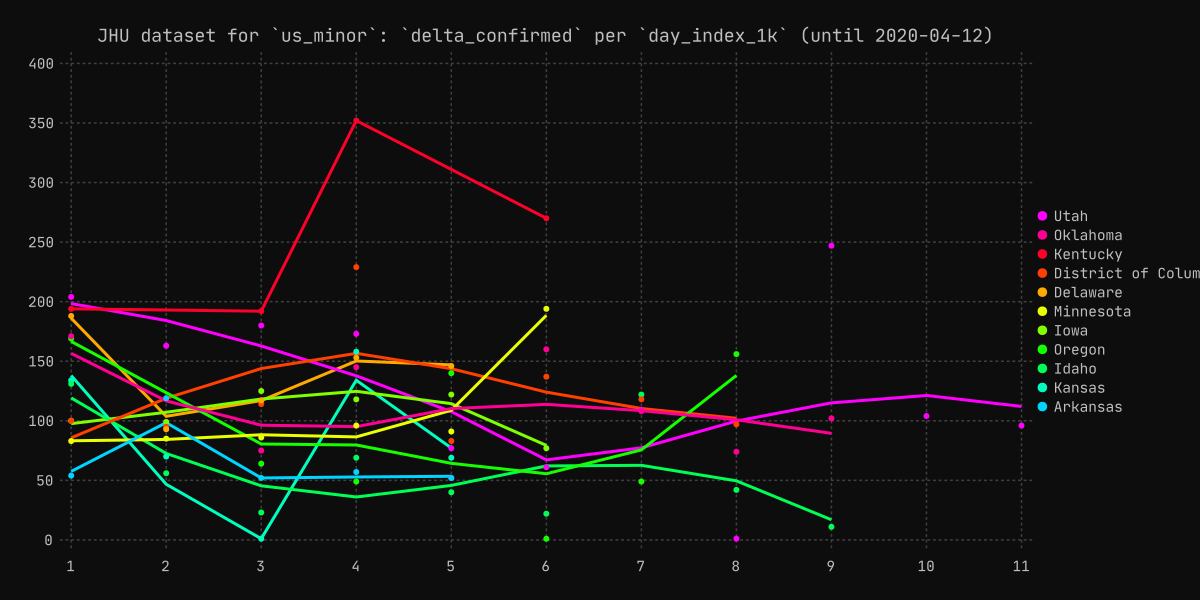 JHU dataset for `us_minor`: `delta_confirmed` per `day_index_1k` (until 2020-04-12)
400
350
300
250
200
150
100
50
0
1 2 3 4 5 6 7 8 9 10 11
Utah
Oklahoma
Kentucky
District of Colum
Delaware
Minnesota
Iowa
Oregon
Idaho
Kansas
Arkansas